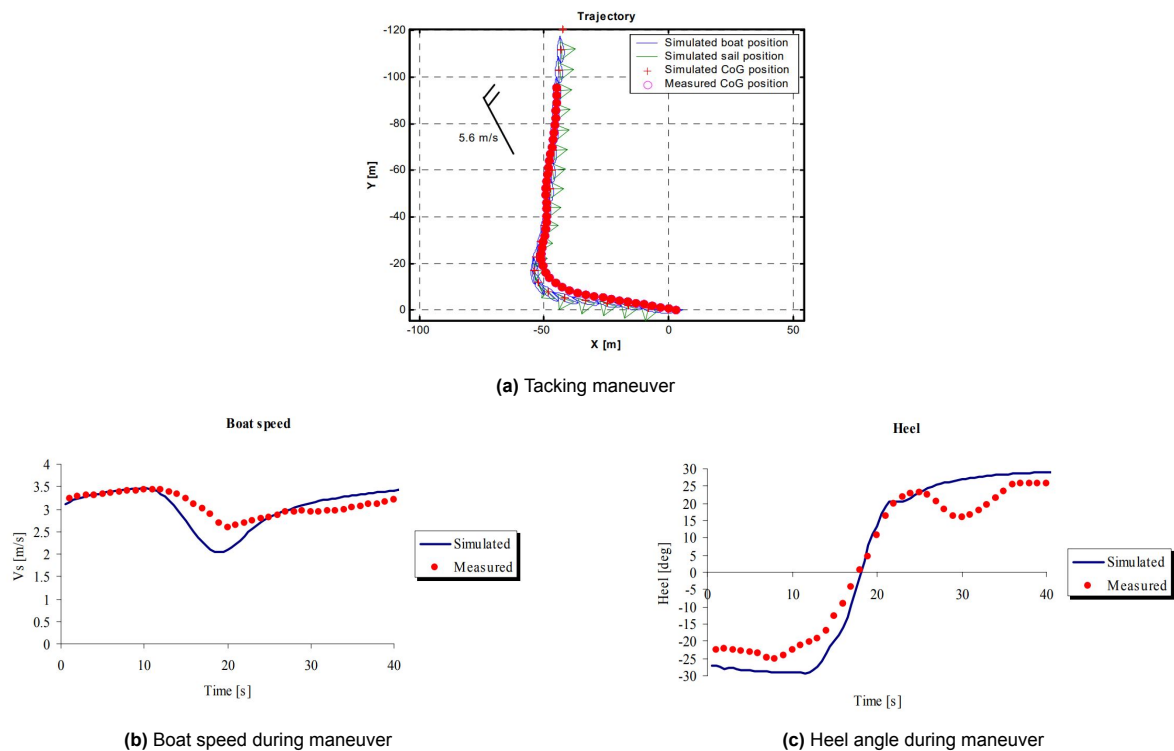 Trajectory
-120
-100
-80
-60
-40
-20
0
Y [m]
-100
-50
0
50
X [m]
Simulated boat position
Simulated sail position
Simulated CoG position
Measured CoG position
5.6 m/s
(a) Tacking maneuver
Boat speed
4
3.5
3
2.5
2
1.5
1
0.5
0
Vs [m/s]
0
10
20
30
40
Time [s]
Simulated
Measured
(b) Boat speed during maneuver
Heel
30
25
20
15
10
5
0
-5
-10
-15
-20
-25
-30
Heel [deg]
0
10
20
30
40
Time [s]
Simulated
Measured
(c) Heel angle during maneuver